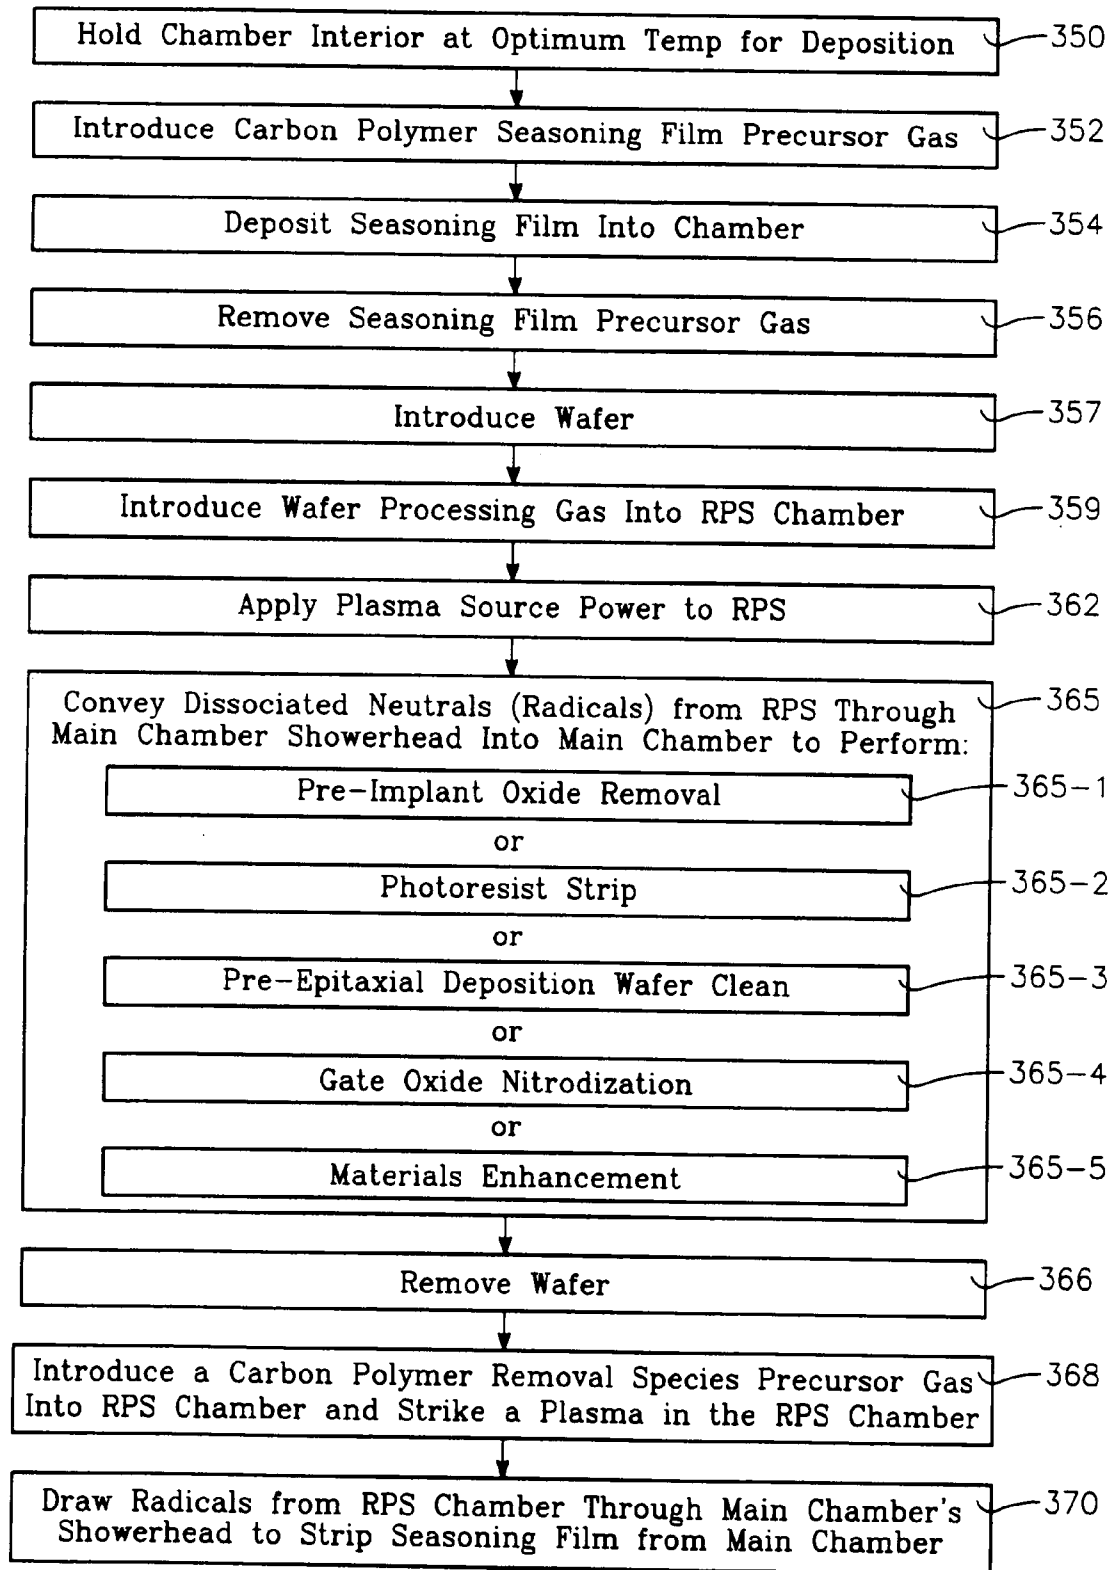 Hold Chamber Interior at Optimum Temp for Deposition 350
Introduce Carbon Polymer Seasoning Film Precursor Gas 352
Deposit Seasoning Film Into Chamber 354
Remove Seasoning Film Precursor Gas 356
Introduce Wafer 357
Introduce Wafer Processing Gas Into RPS Chamber 359
Apply Plasma Source Power to RPS 362
Convey Dissociated Neutrals (Radicals) from RPS Through 365
Main Chamber Showerhead Into Main Chamber to Perform:
Pre-Implant Oxide Removal 365-1
or
Photoresist Strip 365-2
or
Pre-Epitaxial Deposition Wafer Clean 365-3
or
Gate Oxide Nitrodization 365-4
or
Materials Enhancement 365-5
Remove Wafer 366
Introduce a Carbon Polymer Removal Species Precursor Gas 368
Into RPS Chamber and Strike a Plasma in the RPS Chamber
Draw Radicals from RPS Chamber Through Main Chamber's 370
Showerhead to Strip Seasoning Film from Main Chamber